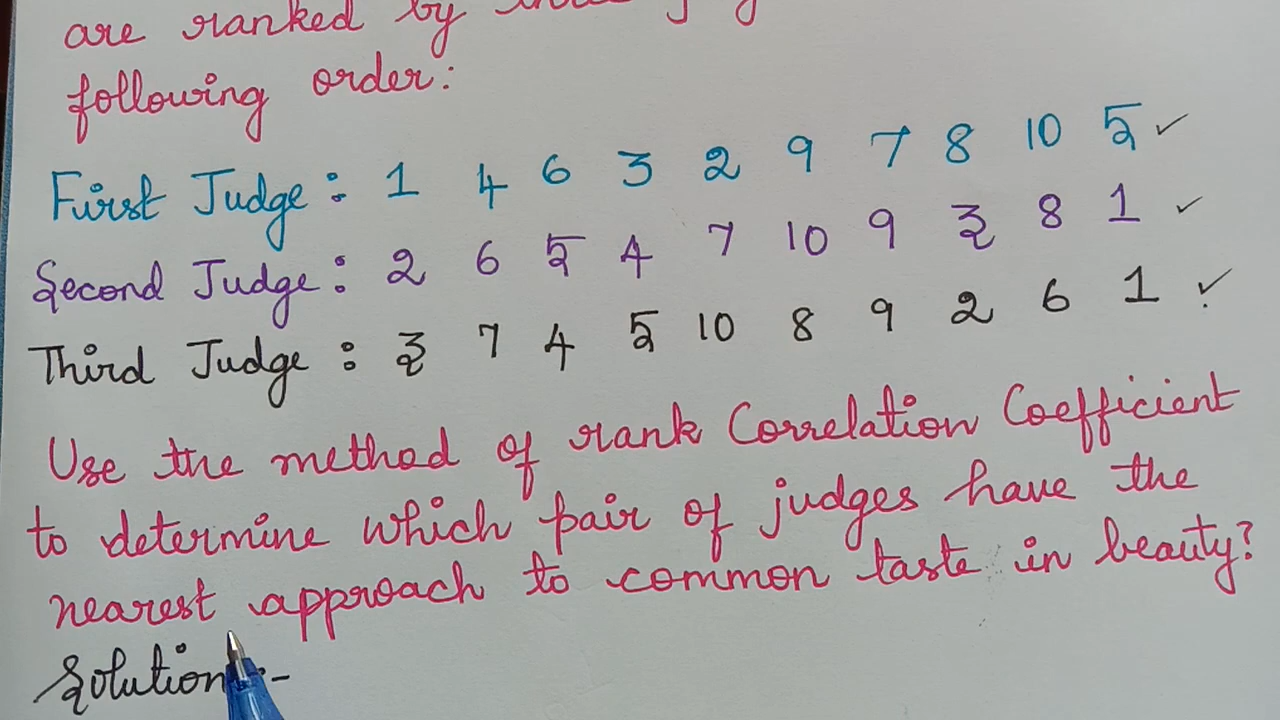 are ranked by
following order:
First Judge: 1 4 6 3 2 9 7 8 10 5 ✓
Second Judge: 2 6 5 4 7 10 9 3 8 1 ✓
Third Judge: 3 7 4 5 10 8 9 2 6 1 ✓
Use the method of rank Correlation Coefficient
to determine which pair of judges have the
nearest approach to common taste in beauty?
Solution:-